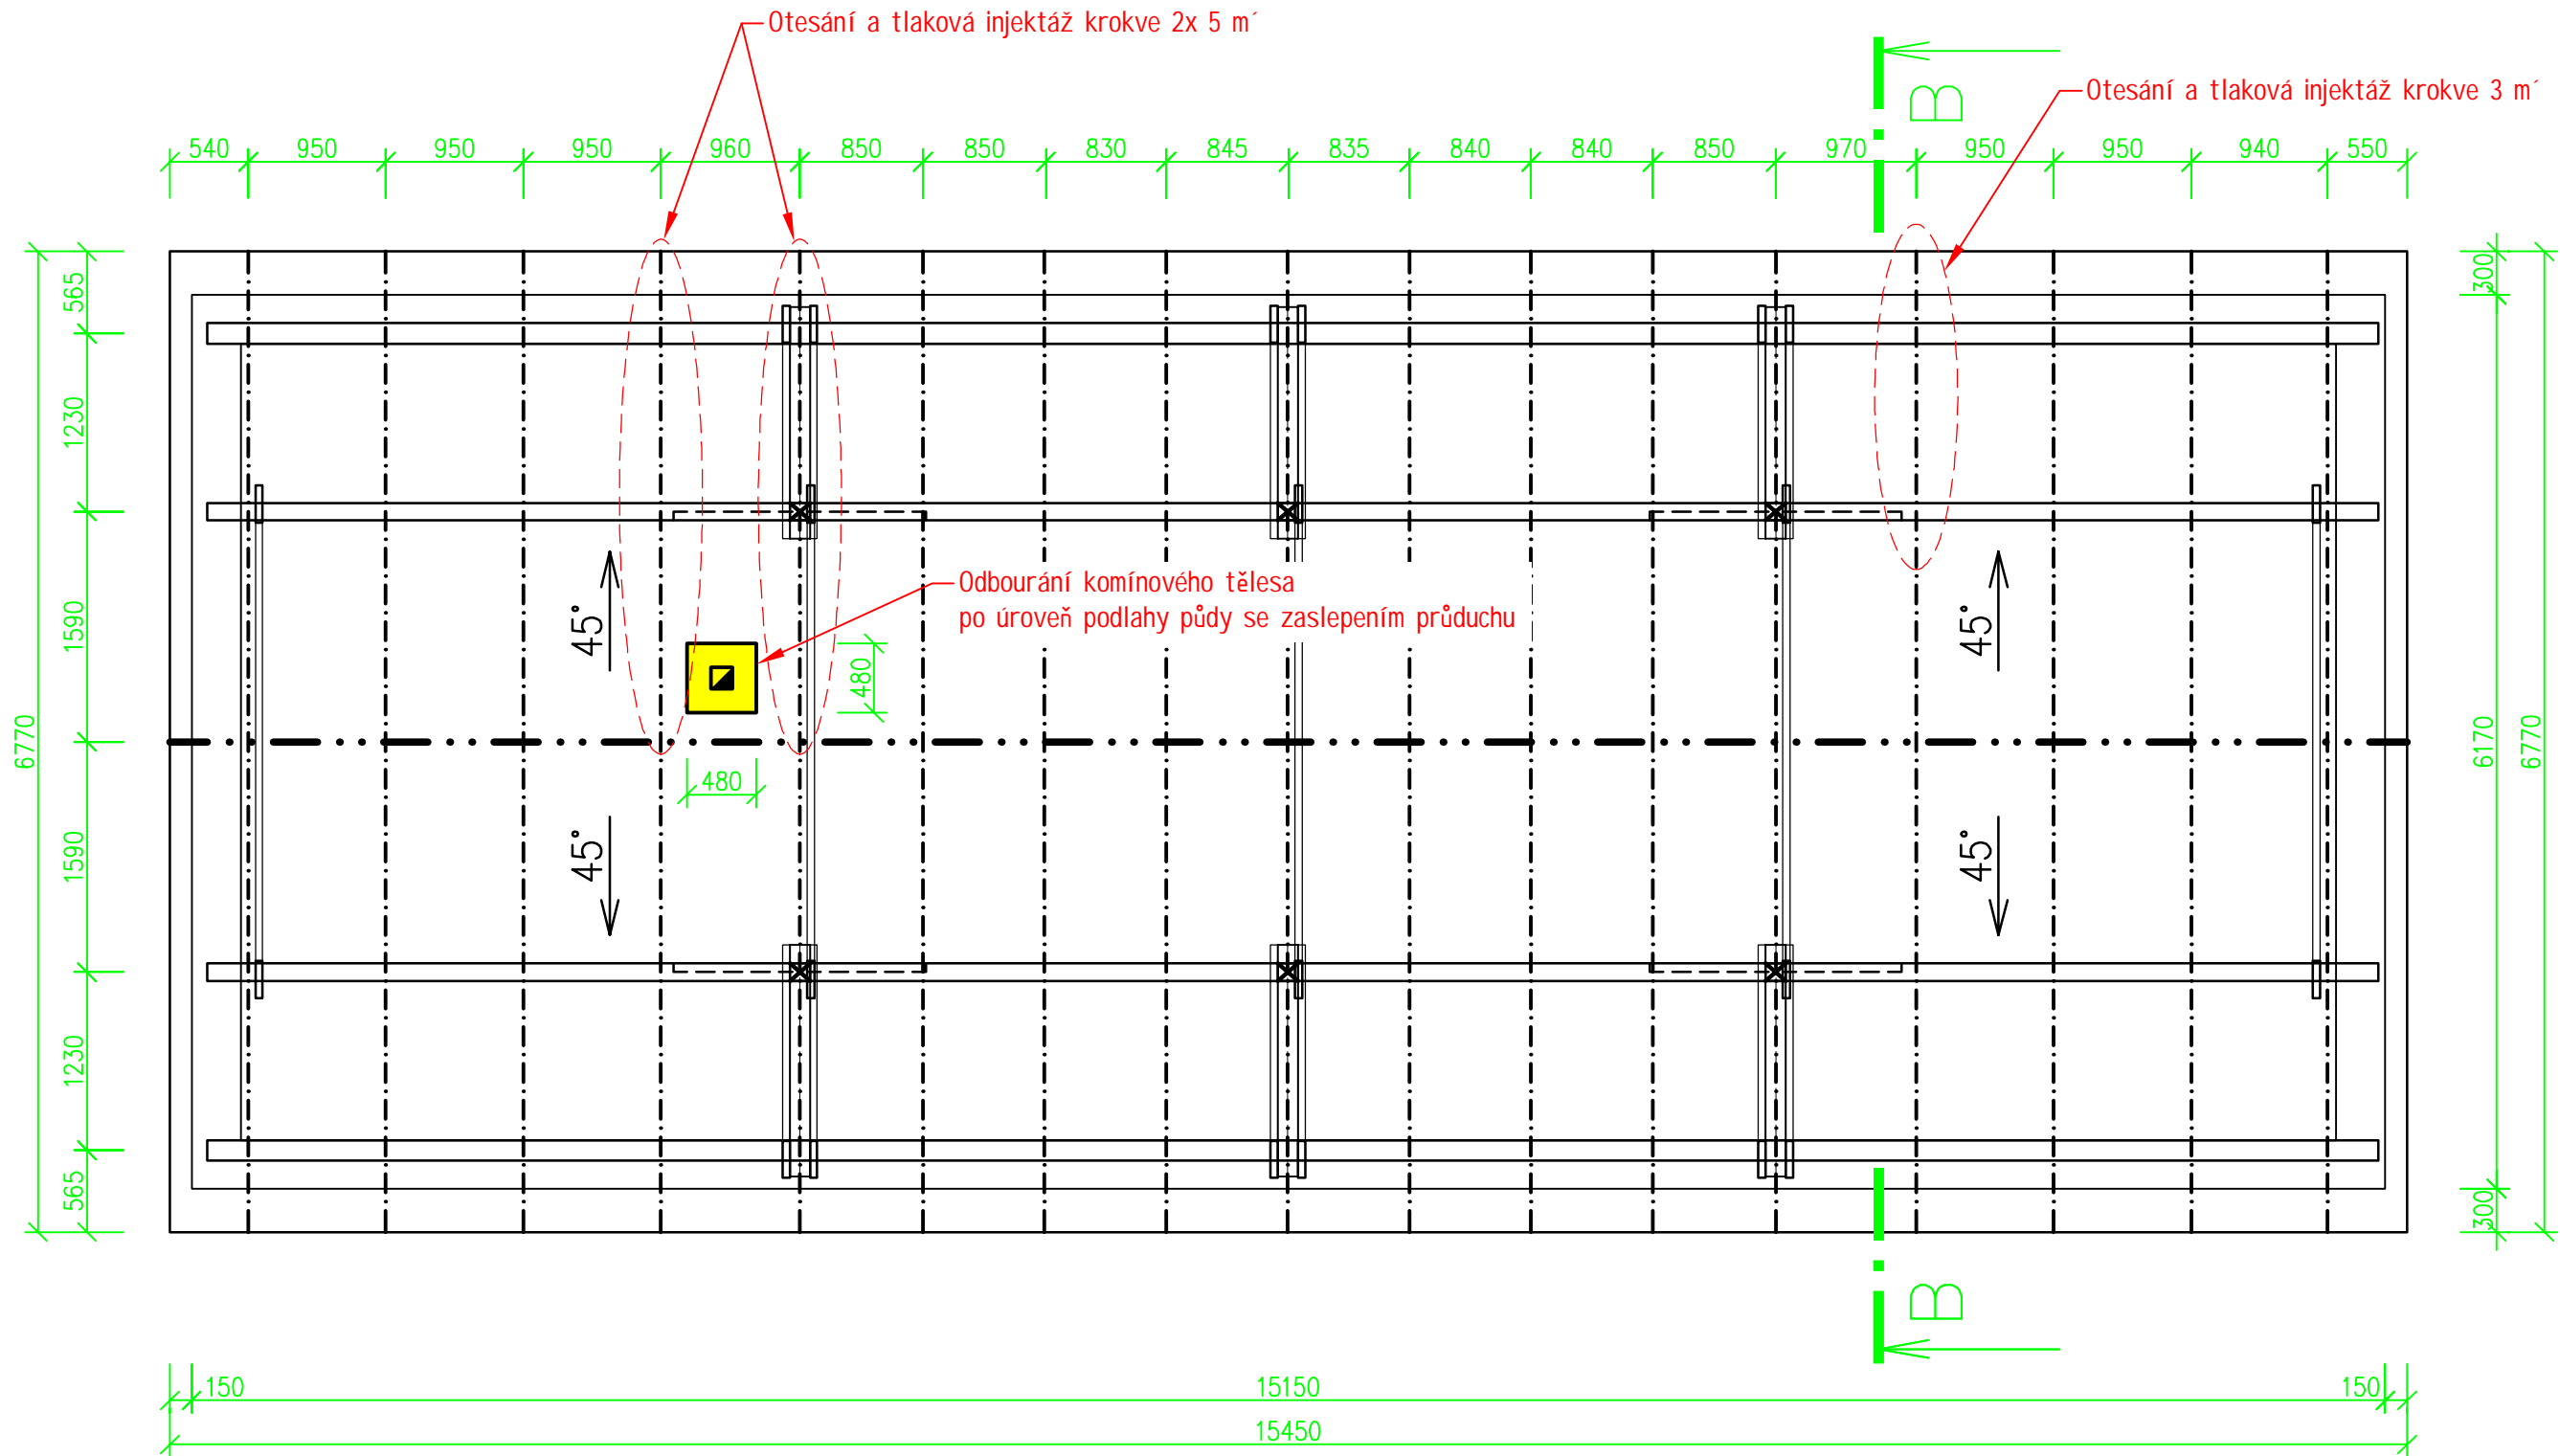 Otesání a tlaková injektáž krokve 2x 5 m´
B
Otesání a tlaková injektáž krokve 3 m´
540 950 950 950 960 850 850 830 845 835 840 840 850 970 950 950 940 550
565
1230
1590
1590
1230
565
6770
300
6170
300
6770
45°
45°
Odbourání komínového tělesa
po úroveň podlahy půdy se zaslepením průduchu
480
480
45°
45°
B
150 15150 150
15450